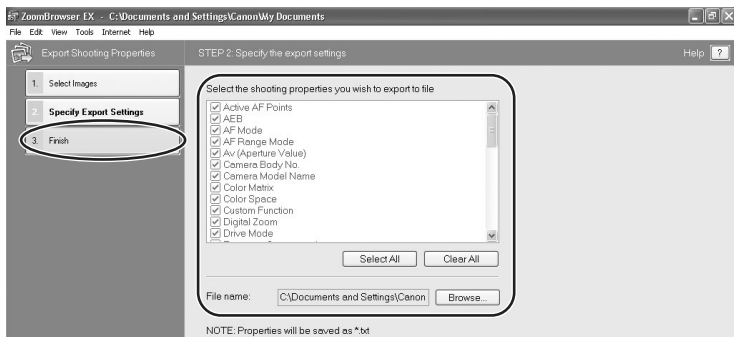 ZoomBrowser EX - C:\Documents and Settings\Canon\My Documents
File Edit View Tools Internet Help
Export Shooting Properties
STEP 2: Specify the export settings
Help ?
1. Select Images
2. Specify Export Settings
3. Finish
Select the shooting properties you wish to export to file
Active AF Points
AEB
AF Mode
AF Range Mode
Av (Aperture Value)
Camera Body No.
Camera Model Name
Color Matrix
Color Space
Custom Function
Digital Zoom
Drive Mode
Select All Clear All
File name: C:\Documents and Settings\Canon Browse...
NOTE: Properties will be saved as *.txt